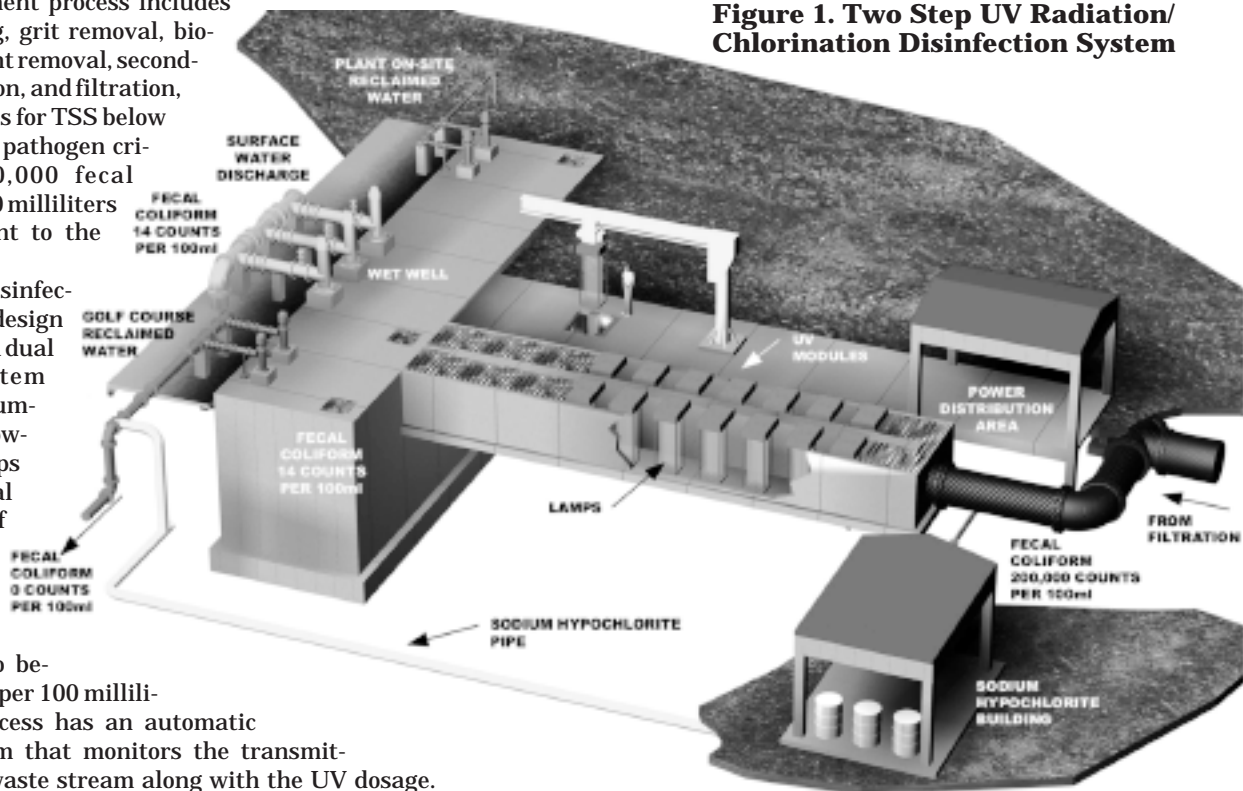 ent process includes
g, grit removal, bio-
nt removal, second-
on, and filtration,
s for TSS below
pathogen cri-
0,000 fecal
0 milliliters
nt to the
isinfec-
design
dual
tem
um-
ow-
ps
al
f
o be-
per 100 millili-
cess has an automatic
m that monitors the transmit-
waste stream along with the UV dosage.
Figure 1. Two Step UV Radiation/
Chlorination Disinfection System
PLANT ON-SITE
RECLAIMED
WATER
SURFACE
WATER
DISCHARGE
FECAL
COLIFORM
14 COUNTS
PER 100ml
WET WELL
GOLF COURSE
RECLAIMED
WATER
UV
MODULES
POWER
DISTRIBUTION
AREA
FECAL
COLIFORM
14 COUNTS
PER 100ml
LAMPS
FROM
FILTRATION
FECAL
COLIFORM
200,000 COUNTS
PER 100ml
FECAL
COLIFORM
0 COUNTS
PER 100ml
SODIUM HYPOCHLORITE
PIPE
SODIUM
HYPOCHLORITE
BUILDING